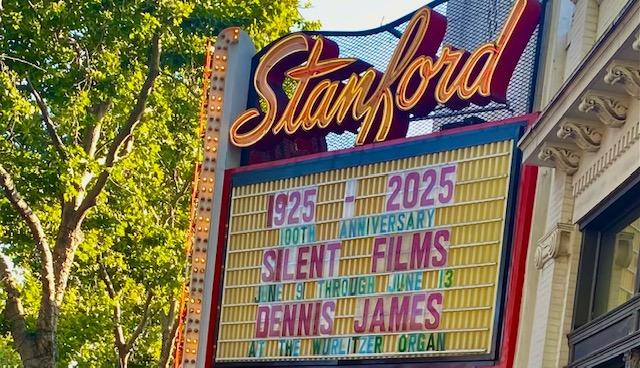 Stanford
1925 - 2025
100TH ANNIVERSARY
SILENT FILMS
JUNE 9 THROUGH JUNE 13
DENNIS JAMES
AT THE WURLITZER ORGAN